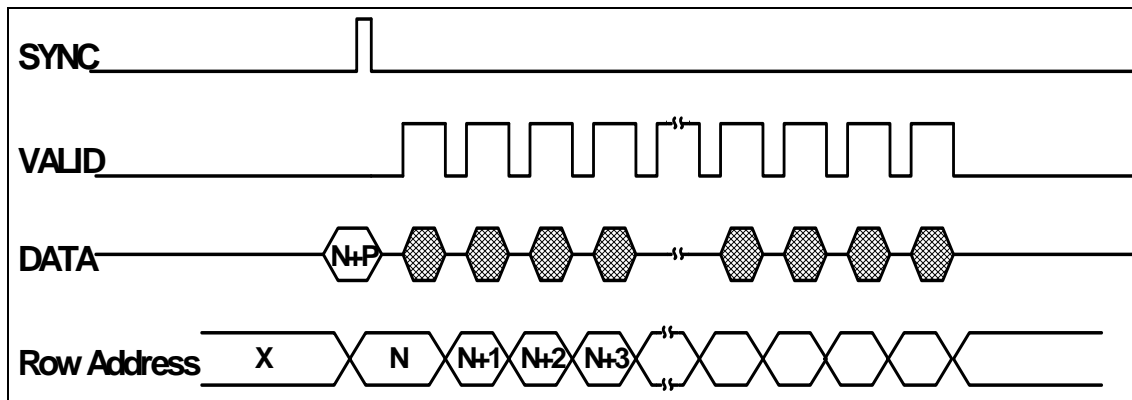 SYNC
VALID
DATA N+P
Row Address X N N+1 N+2 N+3